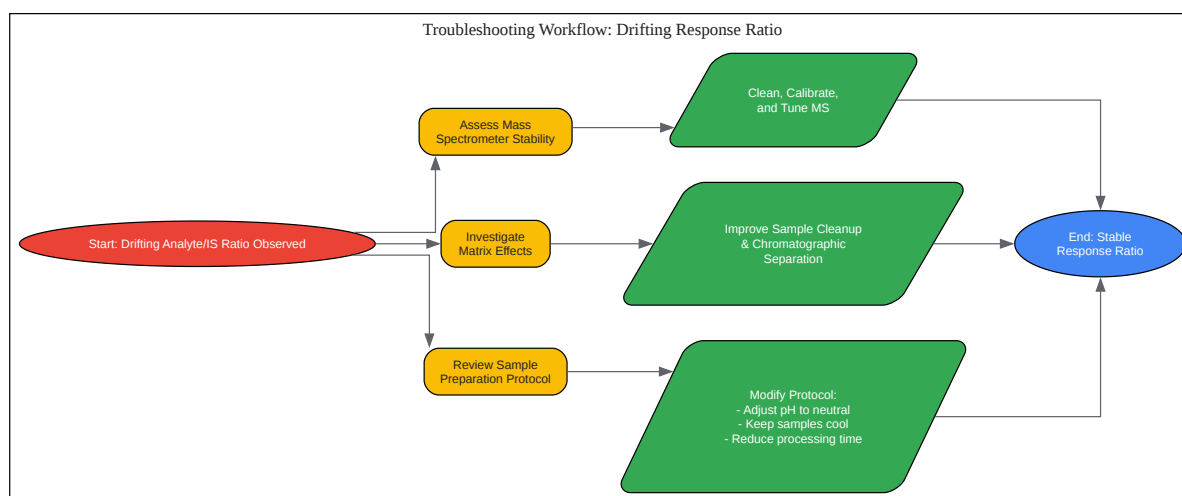 Troubleshooting Workflow: Drifting Response Ratio
Clean, Calibrate,
and Tune MS
Assess Mass
Spectrometer Stability
Start: Drifting Analyte/IS Ratio Observed
Investigate
Matrix Effects
Improve Sample Cleanup
& Chromatographic
Separation
End: Stable
Response Ratio
Review Sample
Preparation Protocol
Modify Protocol:
- Adjust pH to neutral
- Keep samples cool
- Reduce processing time